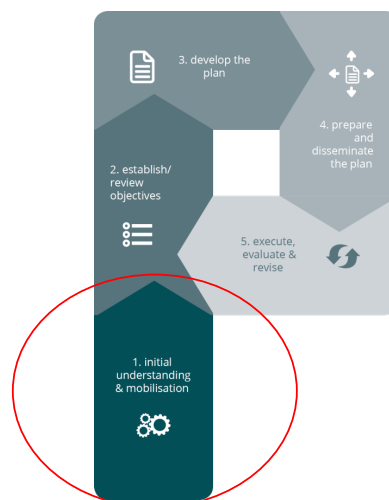 3. develop the
plan
4. prepare
and
disseminate
the plan
2. establish/
review
objectives
5. execute,
evaluate &
revise
1. initial
understanding
& mobilisation